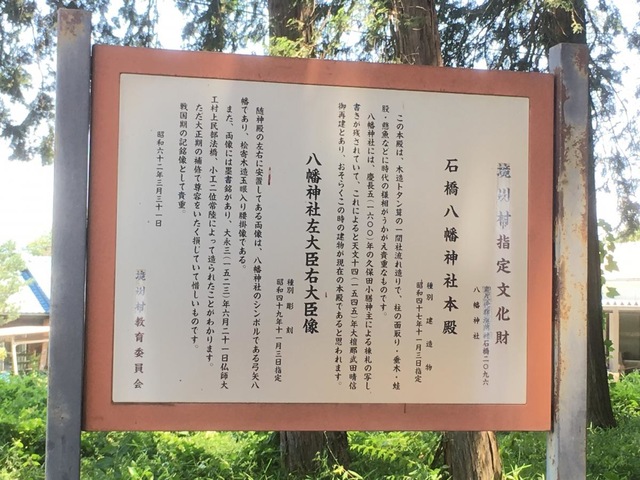 境川村指定文化財
石橋二〇九六
八幡神社
石橋八幡神社本殿
種別 建造物
昭和四十七年十一月三日指定
この本殿は、木造トタン葺の一間社流れ造りで、柱の面取り・垂木・蛙
股・懸魚などに時代の様相がうかがえ貴重なものです。
八幡神社には、慶長五(一六〇〇)年の久保田小膳神主による棟札の写し
書きが残されていて、これによると天文十四(一五四五)年大檀那武田晴信
御再建とあり、おそらくこの時の建物が現在の本殿であると思われます。
八幡神社左大臣右大臣像
種別 彫刻
昭和四十九年十一月三日指定
随神殿の左右に安置してある両像は、八幡神社のシンボルである弓矢八
幡であり、桧寄木造玉眼入り腰掛像である。
また、両像には墨書銘があり、大永三(一五二三)年六月二十一日仏師大
工村上民部法橋、小工二位常陸によって造られたことがわかります。
ただ大正期の補修で尊容をいたく損じていて惜しいものです。
戦国期の記銘像として貴重。
昭和六十二年三月三十一日
境川村教育委員会